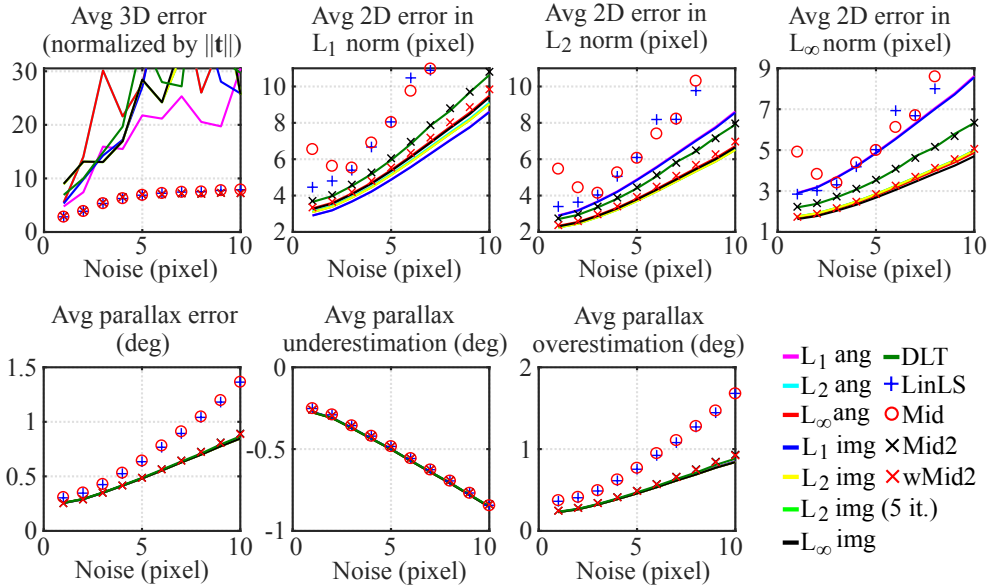 Avg 3D error
(normalized by ||t||)
30
20
10
0
0
5
10
Noise (pixel)
Avg 2D error in
L1 norm (pixel)
10
8
6
4
2
0
5
10
Noise (pixel)
Avg 2D error in
L2 norm (pixel)
10
8
6
4
2
0
5
10
Noise (pixel)
Avg 2D error in
L∞ norm (pixel)
9
7
5
3
1
0
5
10
Noise (pixel)
Avg parallax error
(deg)
1.5
1
0.5
0
0
5
10
Noise (pixel)
Avg parallax
underestimation (deg)
0
-0.5
-1
0
5
10
Noise (pixel)
Avg parallax
overestimation (deg)
2
1
0
0
5
10
Noise (pixel)
L1 ang
L2 ang
L∞ ang
L1 img
L2 img
L2 img (5 it.)
L∞ img
DLT
LinLS
Mid
Mid2
wMid2